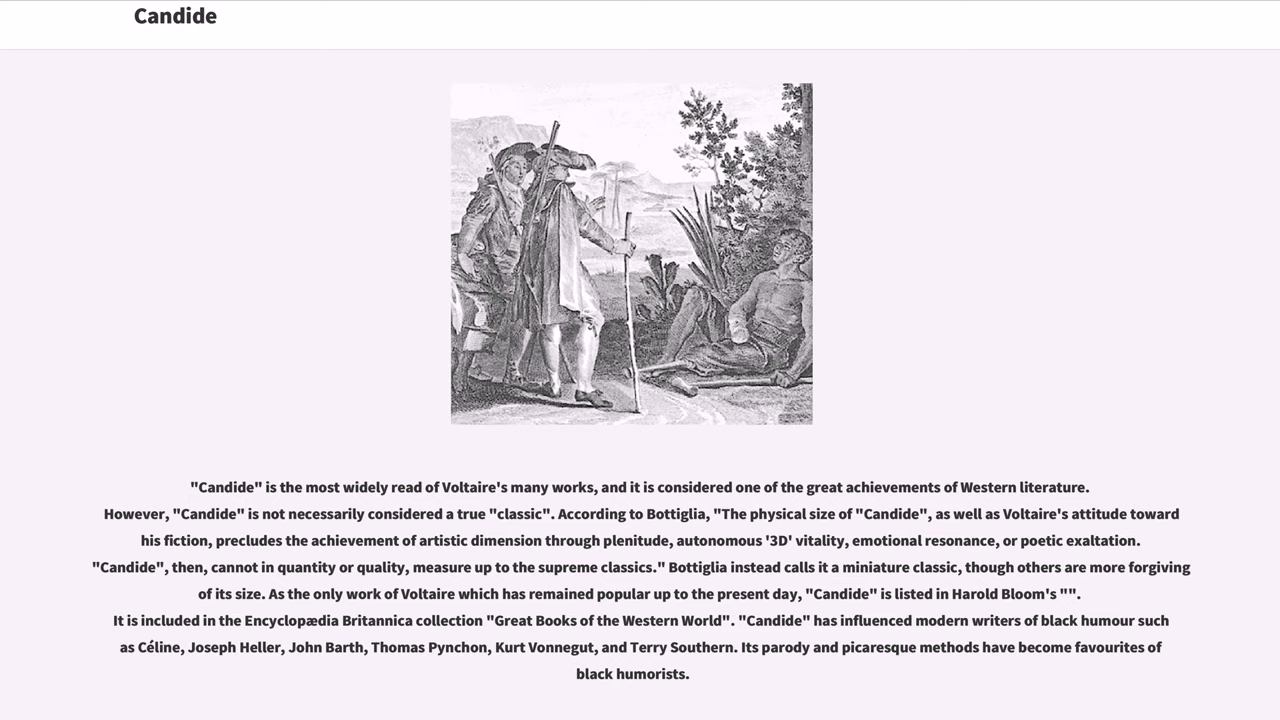 Candide
"Candide" is the most widely read of Voltaire's many works, and it is considered one of the great achievements of Western literature.
However, "Candide" is not necessarily considered a true "classic". According to Bottiglia, "The physical size of "Candide", as well as Voltaire's attitude toward
his fiction, precludes the achievement of artistic dimension through plenitude, autonomous '3D' vitality, emotional resonance, or poetic exaltation.
"Candide", then, cannot in quantity or quality, measure up to the supreme classics." Bottiglia instead calls it a miniature classic, though others are more forgiving
of its size. As the only work of Voltaire which has remained popular up to the present day, "Candide" is listed in Harold Bloom's "".
It is included in the Encyclopædia Britannica collection "Great Books of the Western World". "Candide" has influenced modern writers of black humour such
as Céline, Joseph Heller, John Barth, Thomas Pynchon, Kurt Vonnegut, and Terry Southern. Its parody and picaresque methods have become favourites of
black humorists.